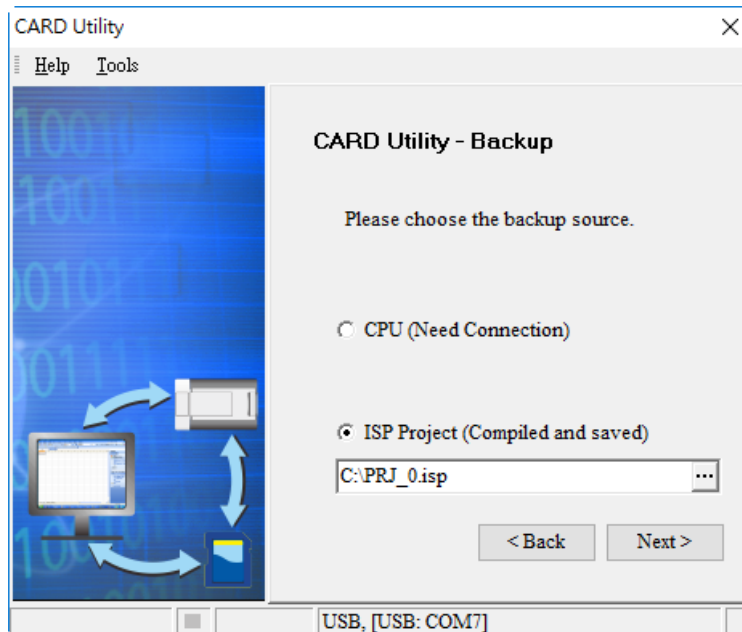 CARD Utility
Help Tools
CARD Utility - Backup
Please choose the backup source.
CPU (Need Connection)
ISP Project (Compiled and saved)
C:\PRJ_0.isp ...
< Back Next >
USB, [USB: COM7]